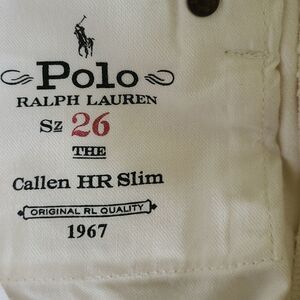 Polo
RALPH LAUREN
Sz 26
THE
Callen HR Slim
ORIGINAL RL QUALITY
1967